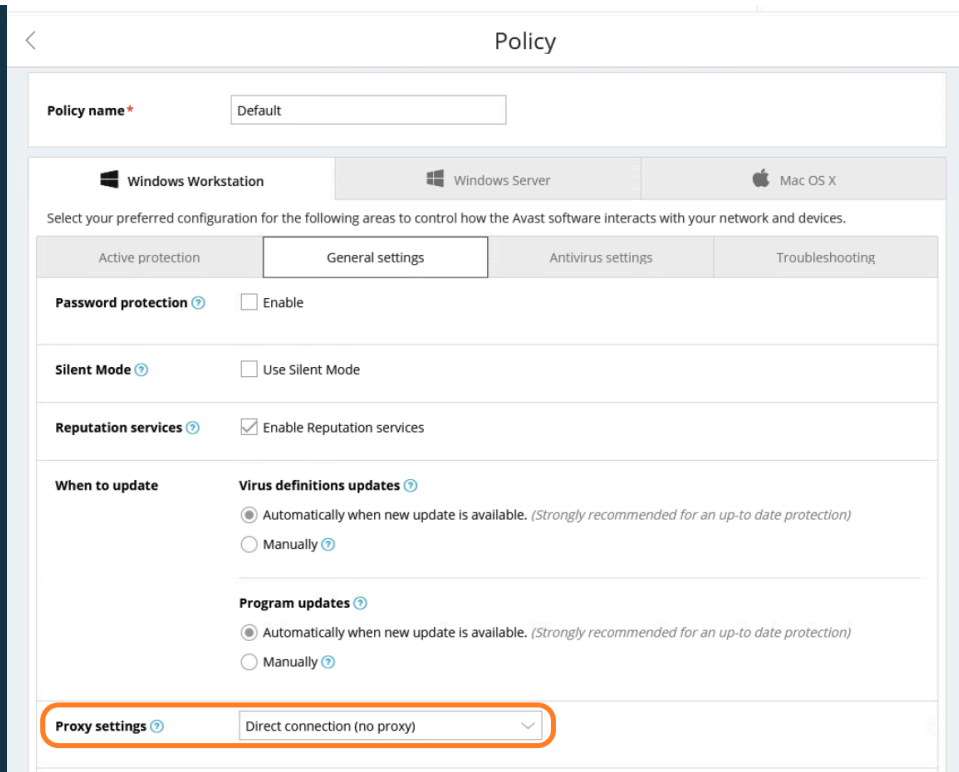 Policy
Policy name*
Default
Windows Workstation
Windows Server
Mac OS X
Select your preferred configuration for the following areas to control how the Avast software interacts with your network and devices.
Active protection
General settings
Antivirus settings
Troubleshooting
Password protection ?
Enable
Silent Mode ?
Use Silent Mode
Reputation services ?
Enable Reputation services
When to update
Virus definitions updates ?
Automatically when new update is available. (Strongly recommended for an up-to date protection)
Manually ?
Program updates ?
Automatically when new update is available. (Strongly recommended for an up-to date protection)
Manually ?
Proxy settings ?
Direct connection (no proxy)